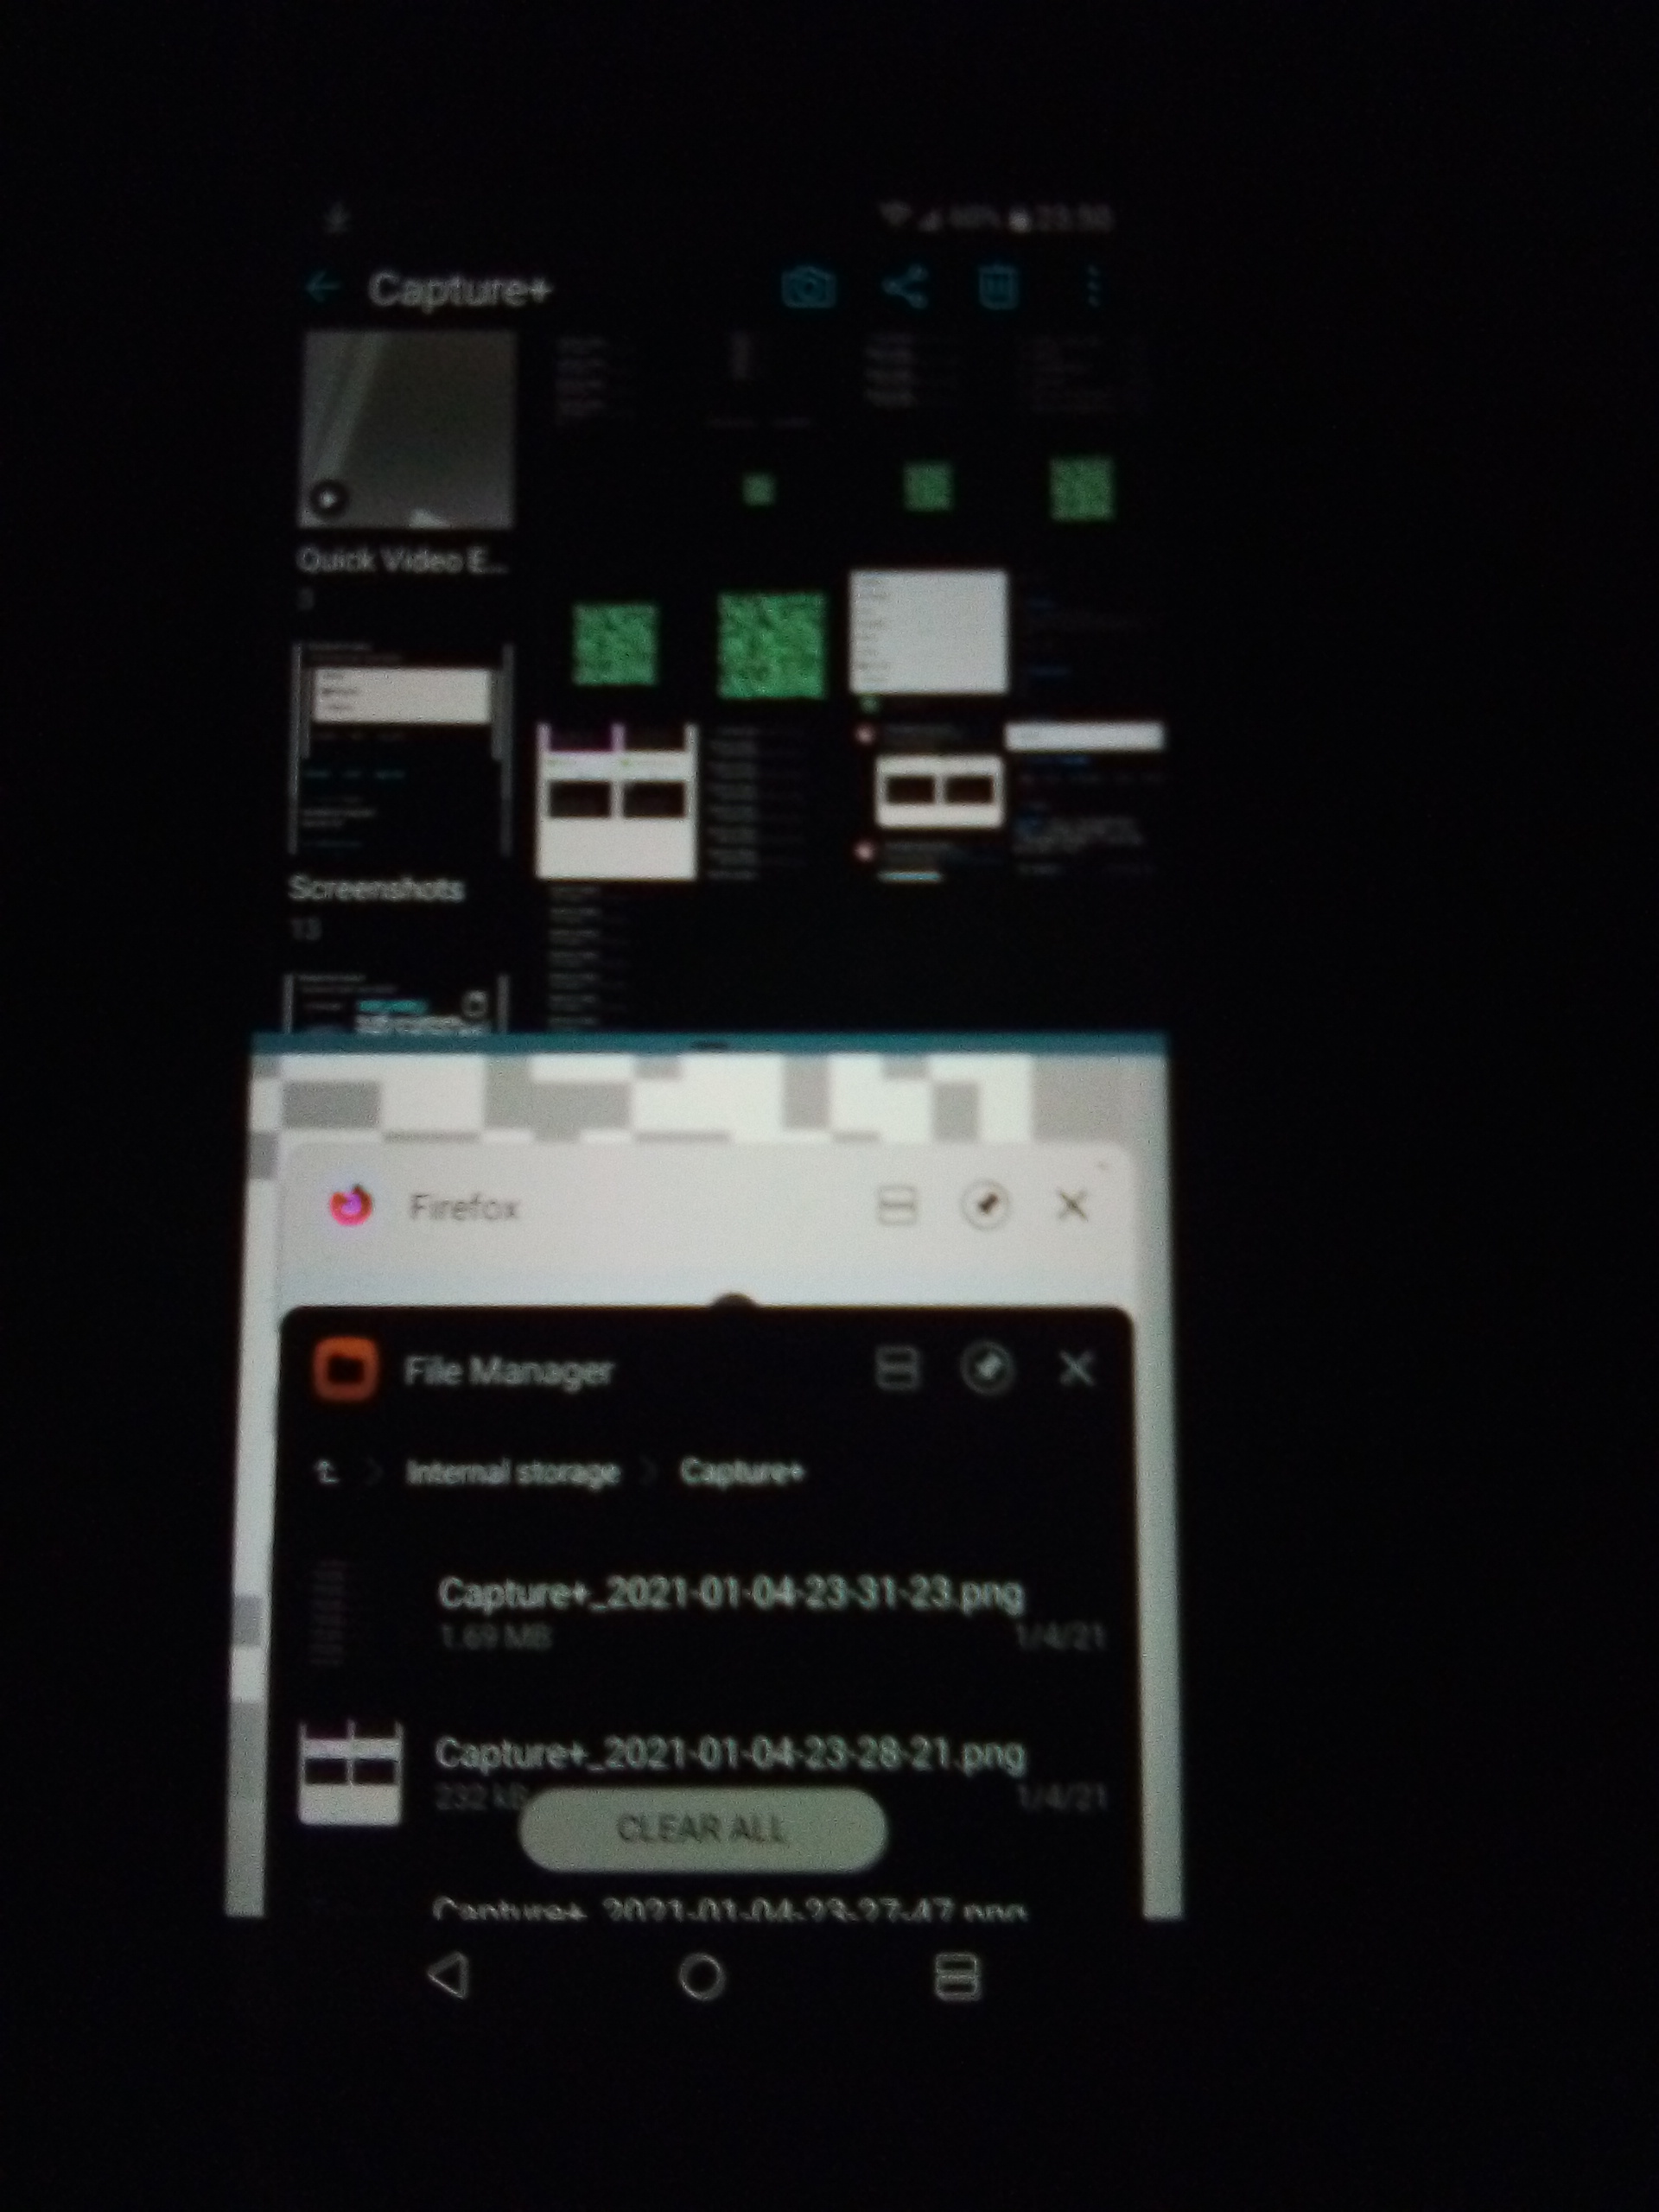 Capture+
Quick Video E...
3
Screenshots
13
Firefox
File Manager
Internal storage
Capture+
Capture+_2021-01-04-23-31-23.png
1.69 MB
1/4/21
Capture+_2021-01-04-23-28-21.png
232 kB
1/4/21
CLEAR ALL
Capture+_2021-01-04-23-27-47.png